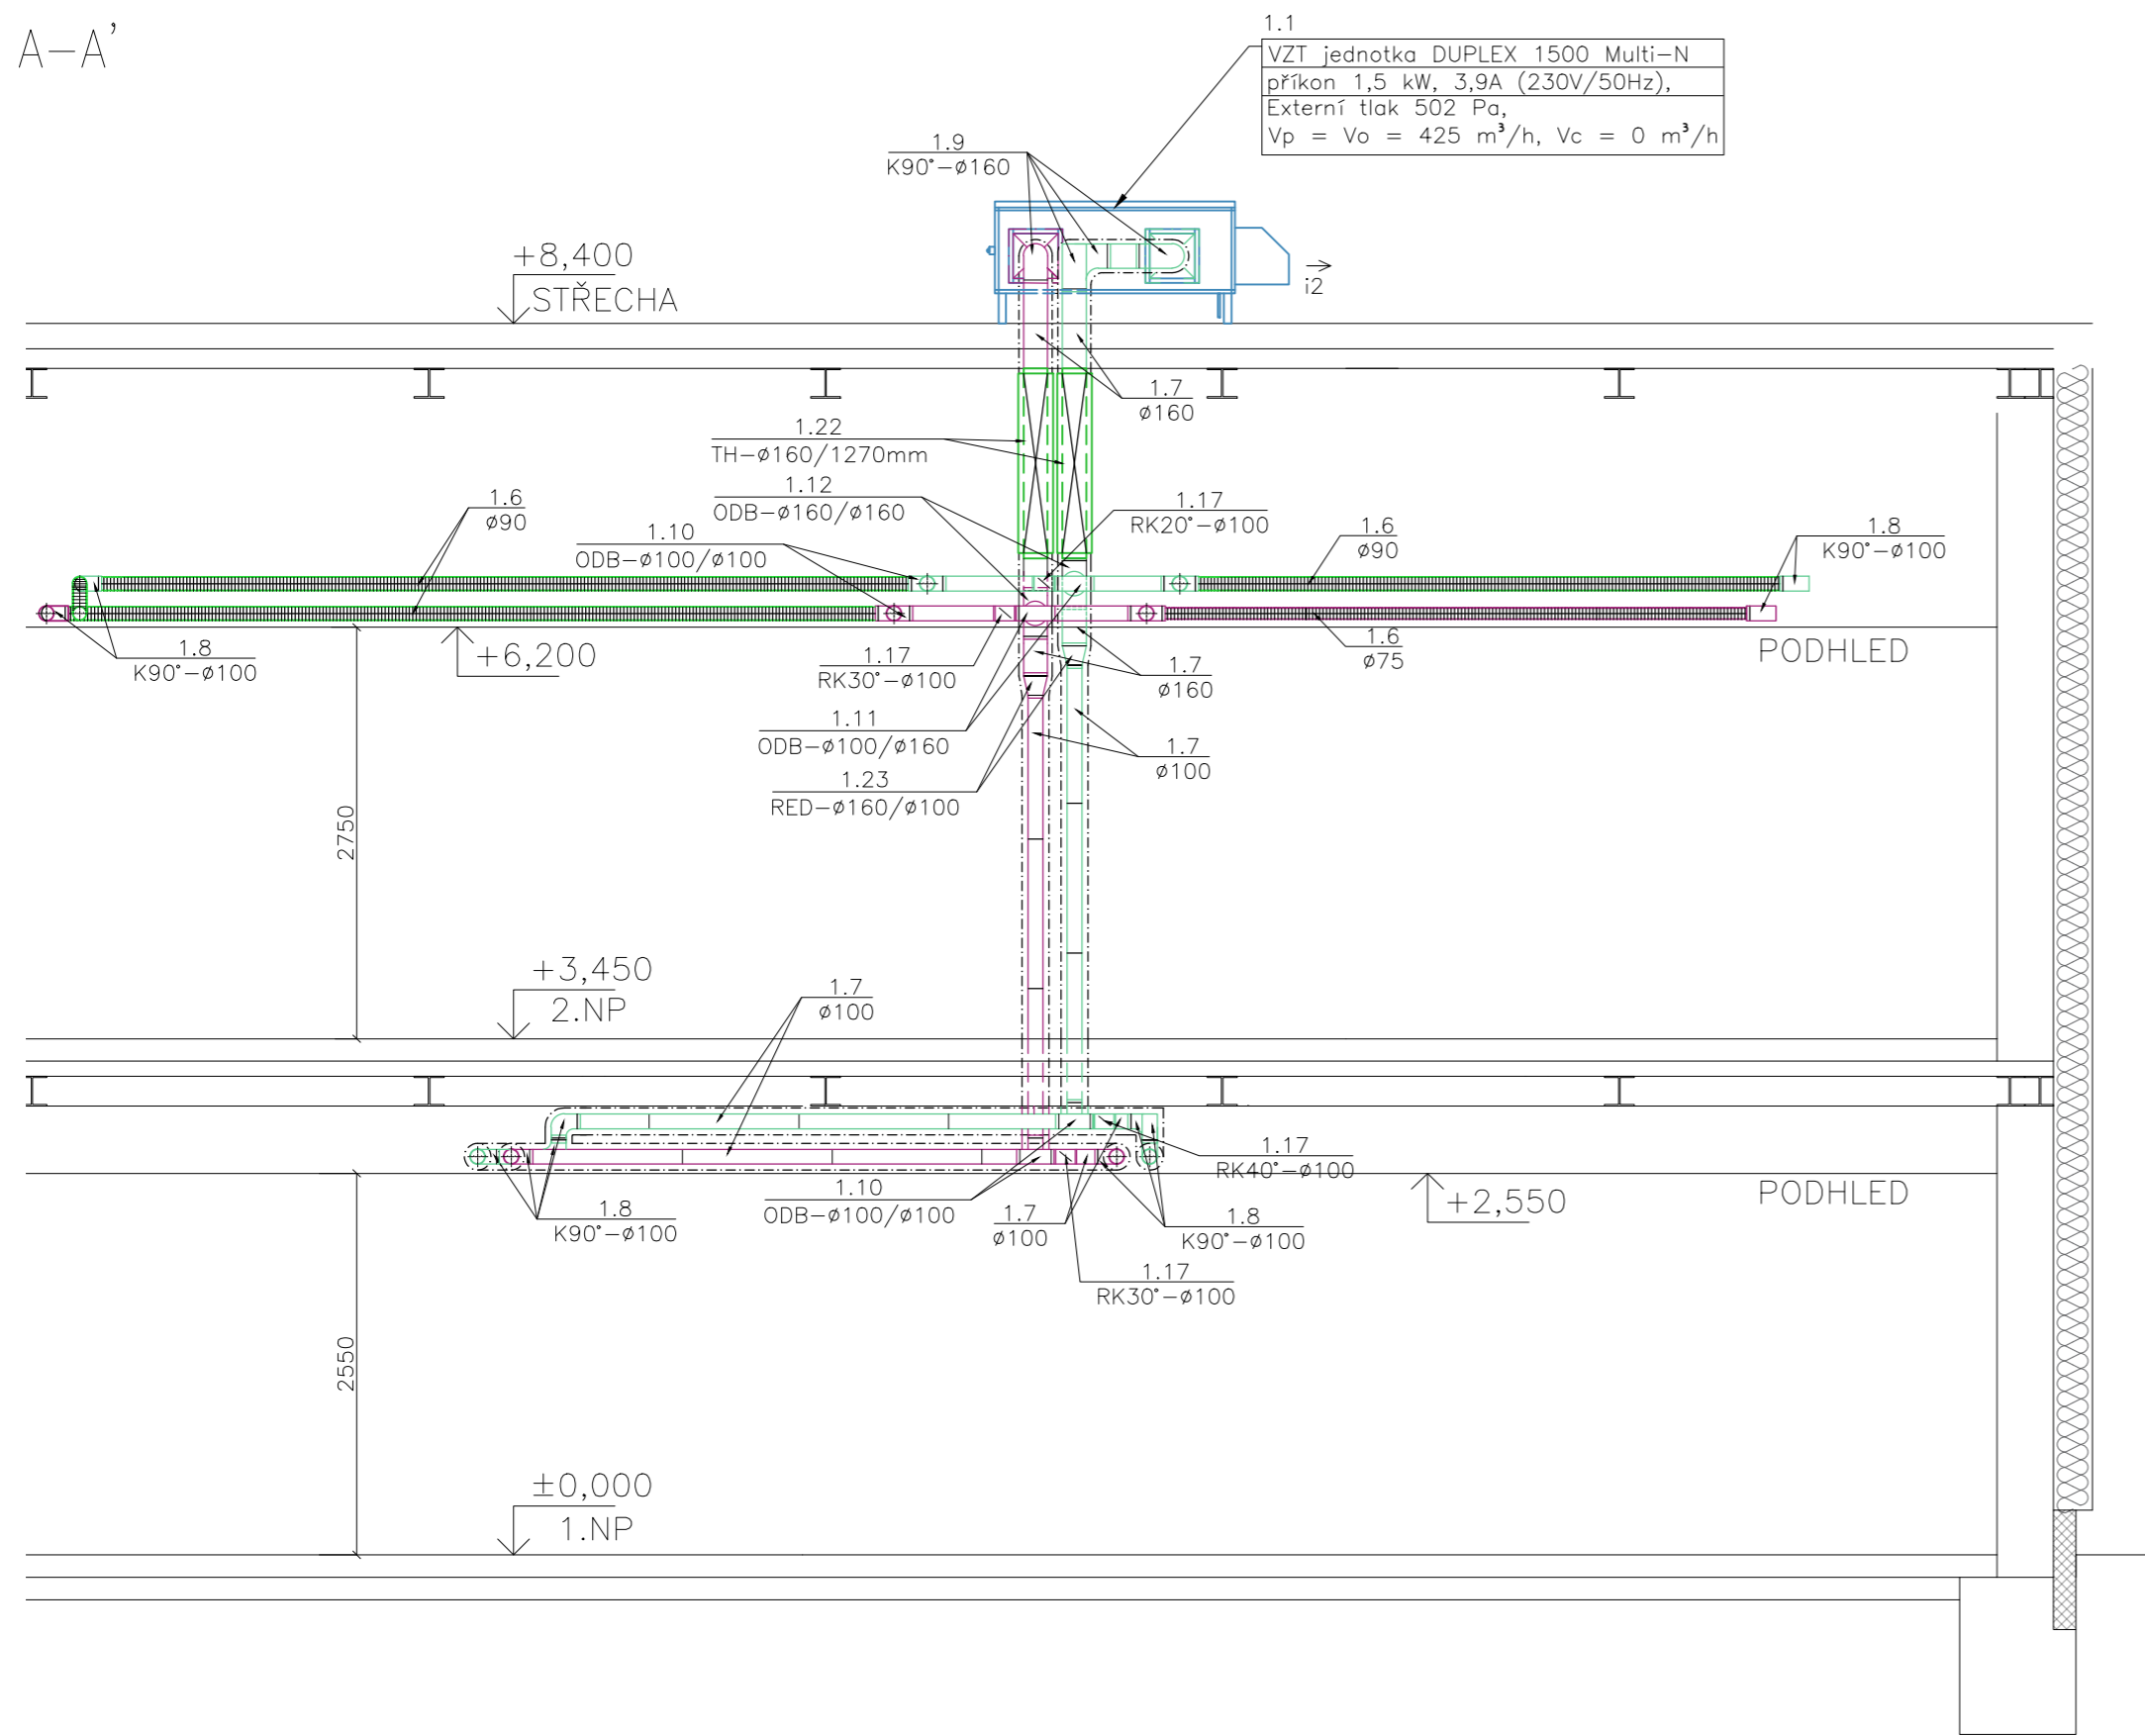 A-A'
1.1
VZT jednotka DUPLEX 1500 Multi-N
příkon 1,5 kW, 3,9A (230V/50Hz),
Externí tlak 502 Pa,
Vp = Vo = 425 m³/h, Vc = 0 m³/h
1.9
K90°-ø160
+8,400
STŘECHA
i2
1.7
ø160
1.22
TH-ø160/1270mm
1.12
ODB-ø160/ø160
1.6
ø90
1.17
RK20°-ø100
1.10
ODB-ø100/ø100
1.6
ø90
1.8
K90°-ø100
1.8
K90°-ø100
+6,200
1.17
RK30°-ø100
1.7
ø160
1.6
ø75
PODHLED
1.11
ODB-ø100/ø160
1.7
ø100
1.23
RED-ø160/ø100
2750
+3,450
2.NP
1.7
ø100
1.17
RK40°-ø100
1.10
ODB-ø100/ø100
1.8
K90°-ø100
1.7
ø100
1.8
K90°-ø100
+2,550
PODHLED
1.17
RK30°-ø100
2550
±0,000
1.NP